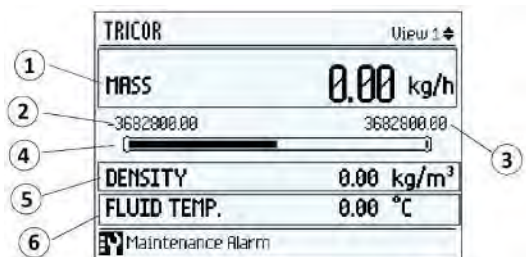 TRICOR View 1
1
MASS 0.00 kg/h
2
-3682800.00 3682800.00
3
4
5
DENSITY 0.00 kg/m³
6
FLUID TEMP. 0.00 °C
Maintenance Alarm